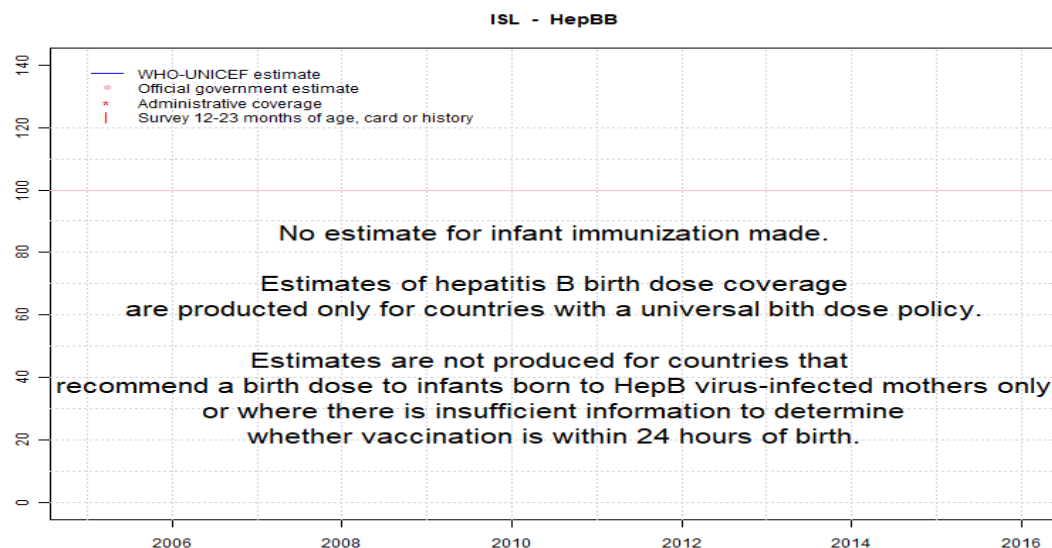 ISL - HepBB
140
120
100
80
60
40
20
0
WHO-UNICEF estimate
Official government estimate
Administrative coverage
Survey 12-23 months of age, card or history
No estimate for infant immunization made.
Estimates of hepatitis B birth dose coverage
are producted only for countries with a universal bith dose policy.
Estimates are not produced for countries that
recommend a birth dose to infants born to HepB virus-infected mothers only
or where there is insufficient information to determine
whether vaccination is within 24 hours of birth.
2006 2008 2010 2012 2014 2016